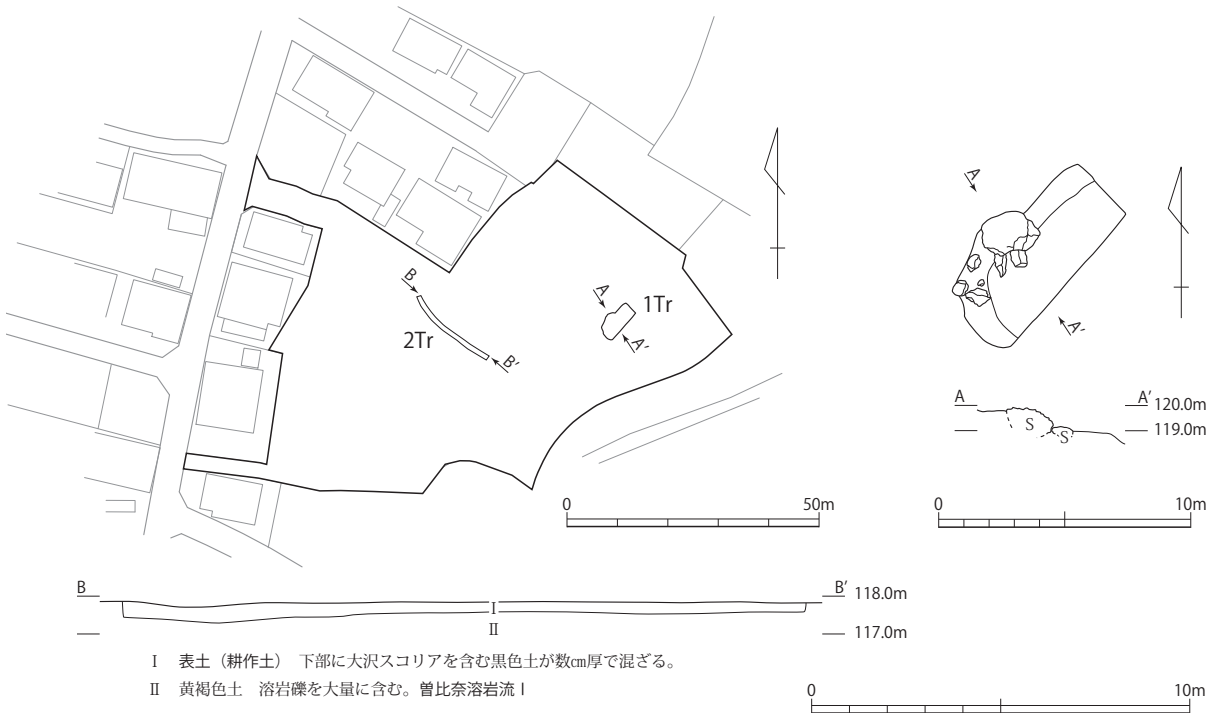 A
B
A
1Tr
A'
2Tr
B'
A'
A
A' 120.0m
S
S
119.0m
0 50m
0 10m
B
B' 118.0m
I
II
117.0m
I 表土（耕作土） 下部に大沢スコリアを含む黒色土が数cm厚で混ざる。
II 黄褐色土 溶岩礫を大量に含む。曽比奈溶岩流 I
0 10m